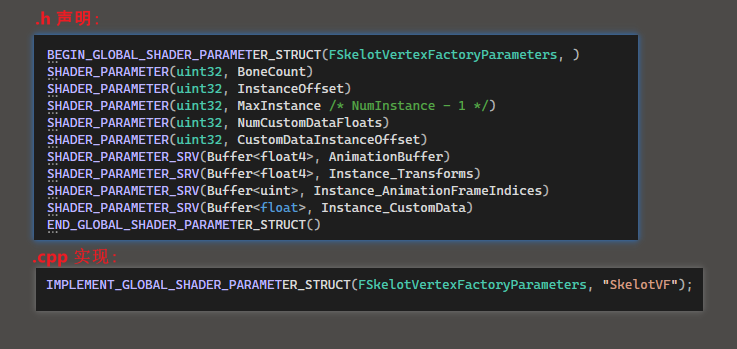 .h 声明:
BEGIN_GLOBAL_SHADER_PARAMETER_STRUCT(FSkelotVertexFactoryParameters, )
SHADER_PARAMETER(uint32, BoneCount)
SHADER_PARAMETER(uint32, InstanceOffset)
SHADER_PARAMETER(uint32, MaxInstance /* NumInstance - 1 */)
SHADER_PARAMETER(uint32, NumCustomDataFloats)
SHADER_PARAMETER(uint32, CustomDataInstanceOffset)
SHADER_PARAMETER_SRV(Buffer<float4>, AnimationBuffer)
SHADER_PARAMETER_SRV(Buffer<float4>, Instance_Transforms)
SHADER_PARAMETER_SRV(Buffer<uint>, Instance_AnimationFrameIndices)
SHADER_PARAMETER_SRV(Buffer<float>, Instance_CustomData)
END_GLOBAL_SHADER_PARAMETER_STRUCT()
.cpp 实现:
IMPLEMENT_GLOBAL_SHADER_PARAMETER_STRUCT(FSkelotVertexFactoryParameters, "SkelotVF");